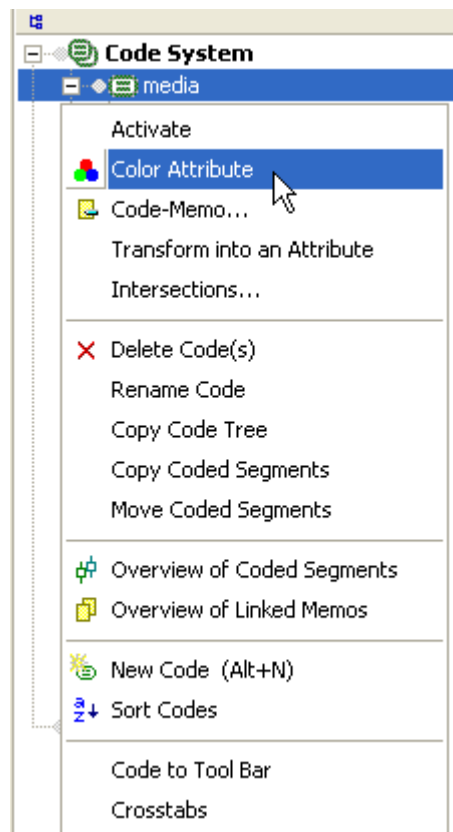 Code System
media
Activate
Color Attribute
Code-Memo...
Transform into an Attribute
Intersections...
Delete Code(s)
Rename Code
Copy Code Tree
Copy Coded Segments
Move Coded Segments
Overview of Coded Segments
Overview of Linked Memos
New Code (Alt+N)
Sort Codes
Code to Tool Bar
Crosstabs